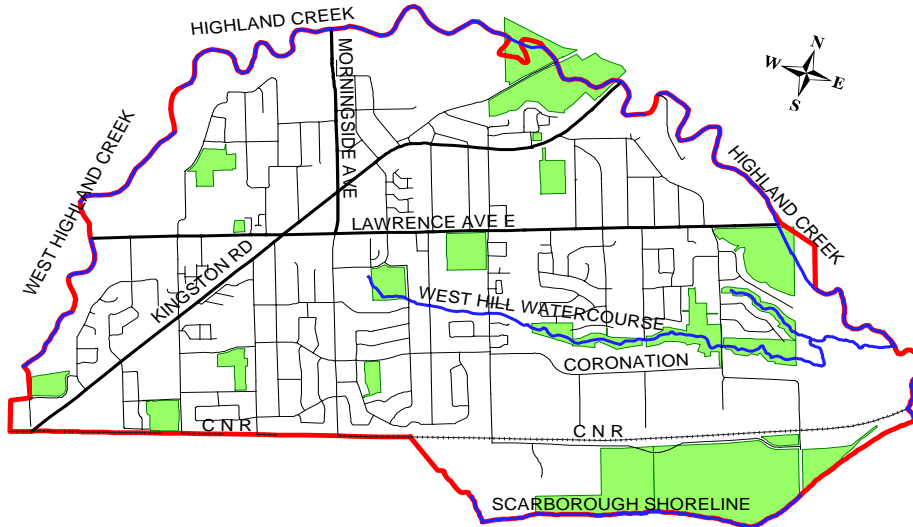 HIGHLAND CREEK
MORNINGSIDE AVE
N
W
E
S
WEST HIGHLAND CREEK
HIGHLAND CREEK
LAWRENCE AVE E
KINGSTON RD
WEST HILL WATERCOURSE
CORONATION
C N R
C N R
SCARBOROUGH SHORELINE